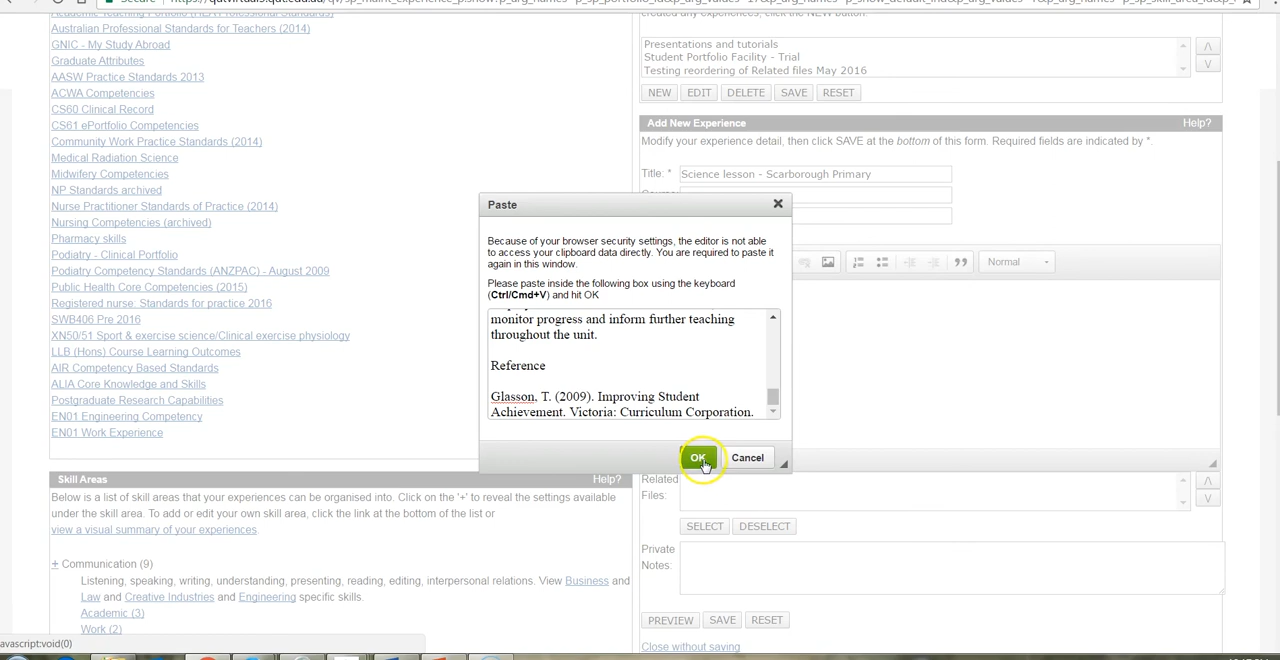 Australian Professional Standards for Teachers (2014)
GNIC - My Study Abroad
Graduate Attributes
AASW Practice Standards 2013
ACWA Competencies
CS60 Clinical Record
CS61 ePortfolio Competencies
Community Work Practice Standards (2014)
Medical Radiation Science
Midwifery Competencies
NP Standards archived
Nurse Practitioner Standards of Practice (2014)
Nursing Competencies (archived)
Pharmacy skills
Podiatry - Clinical Portfolio
Podiatry Competency Standards (ANZPAC) - August 2009
Public Health Core Competencies (2015)
Registered nurse: Standards for practice 2016
SWB406 Pre 2016
XN50/51 Sport & exercise science/Clinical exercise physiology
LLB (Hons) Course Learning Outcomes
AIR Competency Based Standards
ALIA Core Knowledge and Skills
Postgraduate Research Capabilities
EN01 Engineering Competency
EN01 Work Experience
Skill Areas Help?
Below is a list of skill areas that your experiences can be organised into. Click on the '+' to reveal the settings available
under the skill area. To add or edit your own skill area, click the link at the bottom of the list or
view a visual summary of your experiences.
+ Communication (9)
Listening, speaking, writing, understanding, presenting, reading, editing, interpersonal relations. View Business and
Law and Creative Industries and Engineering specific skills.
Academic (3)
Work (2)
avascript:void(0)
created any experiences, click the NEW button.
Presentations and tutorials
Student Portfolio Facility - Trial
Testing reordering of Related files May 2016
NEW EDIT DELETE SAVE RESET
Add New Experience Help?
Modify your experience detail, then click SAVE at the bottom of this form. Required fields are indicated by *.
Title: * Science lesson - Scarborough Primary
Normal
Paste
Because of your browser security settings, the editor is not able
to access your clipboard data directly. You are required to paste it
again in this window.
Please paste inside the following box using the keyboard
(Ctrl/Cmd+V) and hit OK
monitor progress and inform further teaching
throughout the unit.
Reference
Glasson, T. (2009). Improving Student
Achievement. Victoria: Curriculum Corporation.
OK Cancel
Related
Files:
SELECT DESELECT
Private
Notes:
PREVIEW SAVE RESET
Close without saving